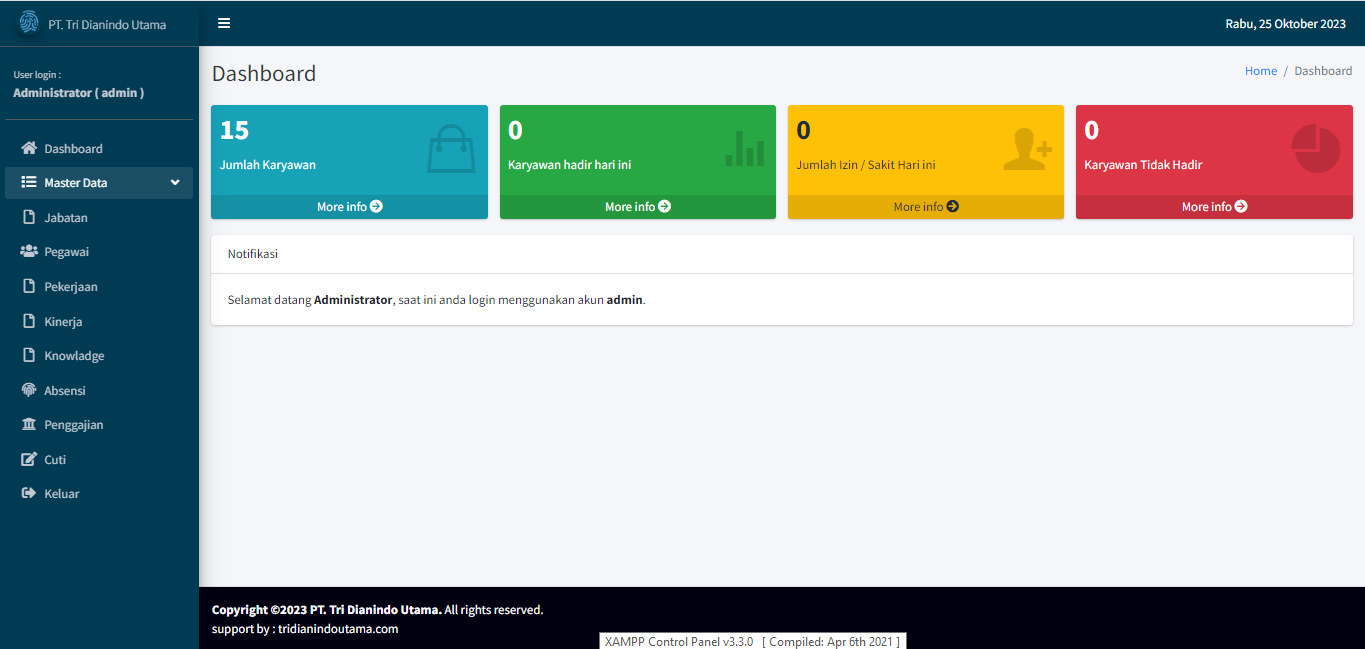 PT. Tri Dianindo Utama
Rabu, 25 Oktober 2023
User login :
Administrator ( admin )
Dashboard
Master Data
Jabatan
Pegawai
Pekerjaan
Kinerja
Knowladge
Absensi
Penggajian
Cuti
Keluar
Dashboard
Home / Dashboard
15
Jumlah Karyawan
More info
0
Karyawan hadir hari ini
More info
0
Jumlah Izin / Sakit Hari ini
More info
0
Karyawan Tidak Hadir
More info
Notifikasi
Selamat datang Administrator, saat ini anda login menggunakan akun admin.
Copyright ©2023 PT. Tri Dianindo Utama. All rights reserved.
support by : tridianindoutama.com
XAMPP Control Panel v3.3.0 [ Compiled: Apr 6th 2021 ]